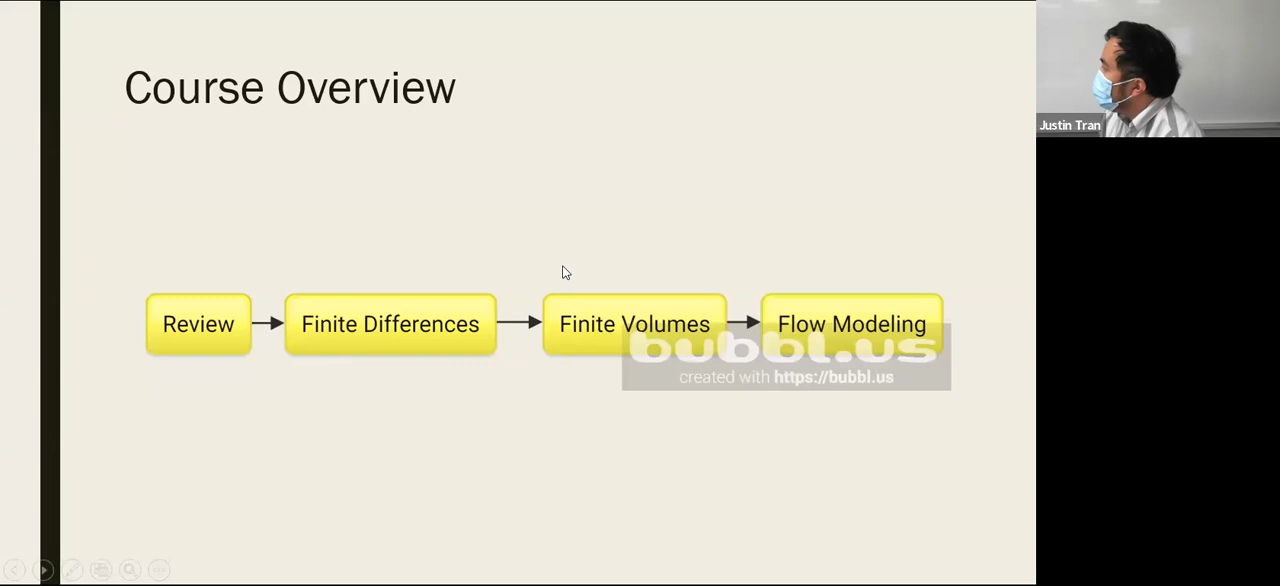 Course Overview
Justin Tran
Review
Finite Differences
Finite Volumes
Flow Modeling
bubbl.us
created with https://bubbl.us